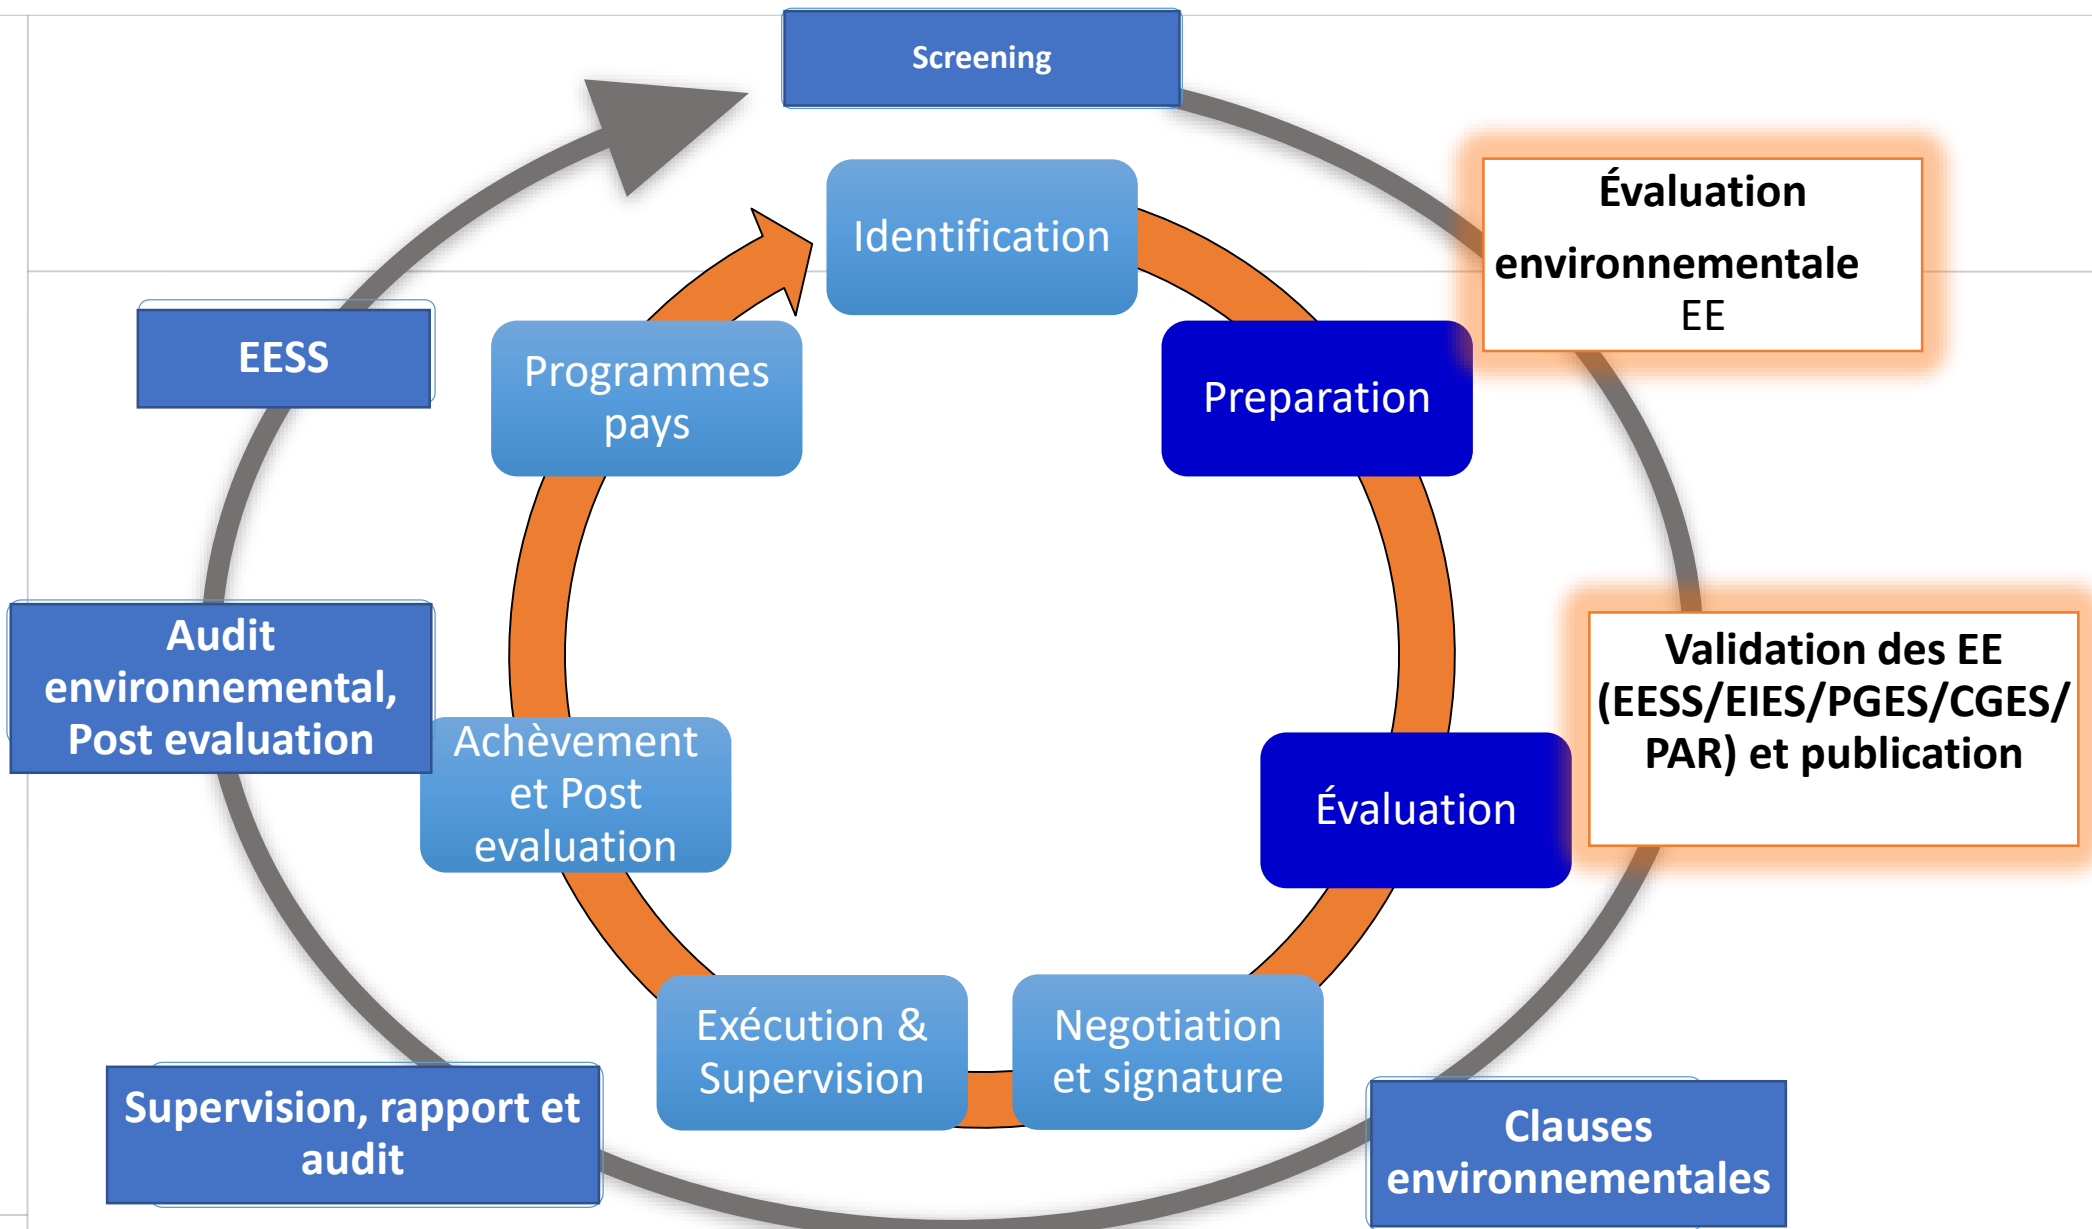 Screening
Évaluation
environnementale
EE
Identification
EESS
Programmes
pays
Preparation
Audit
environnemental,
Post evaluation
Validation des EE
(EESS/EIES/PGES/CGES/
PAR) et publication
Achèvement
et Post
evaluation
Évaluation
Exécution &
Supervision
Negotiation
et signature
Supervision, rapport et
audit
Clauses
environnementales